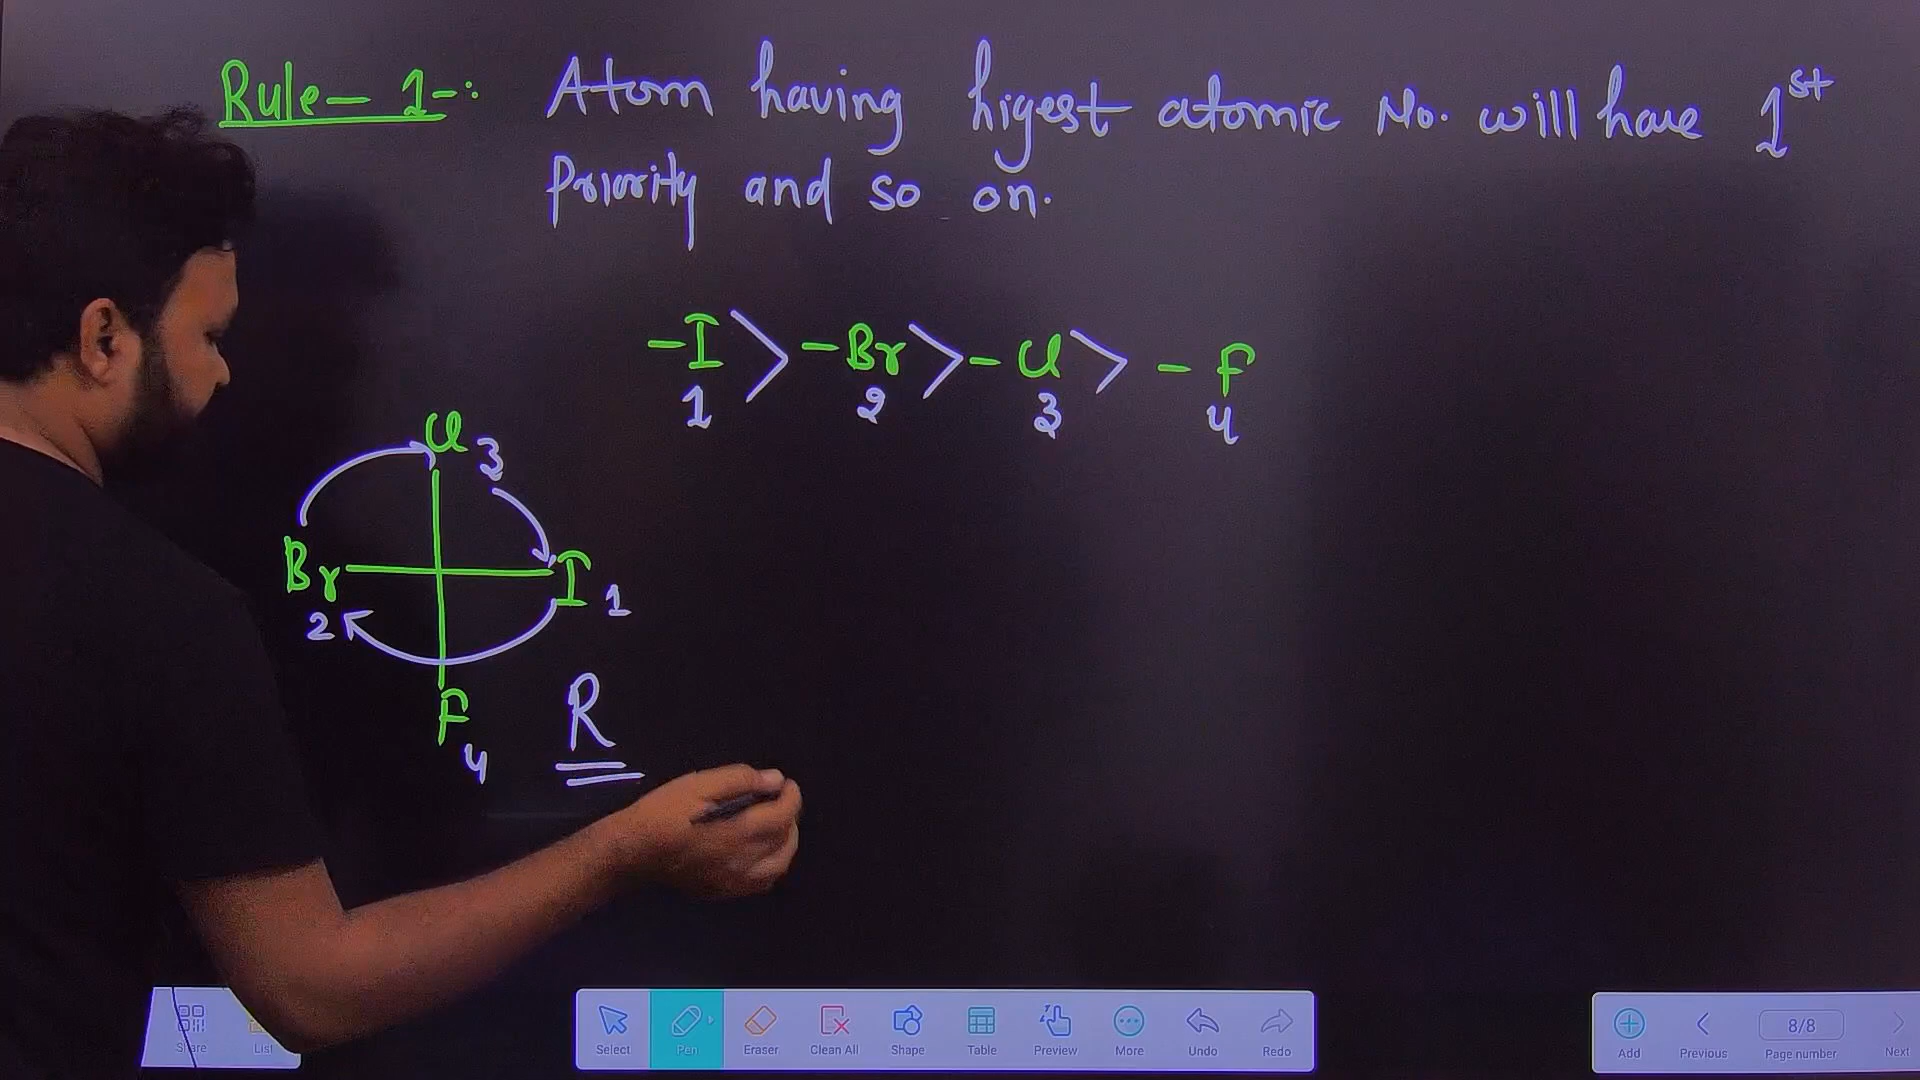 Rule-1-: Atom having higest atomic No. will have 1st
Priority and so on.
-I > -Br > -Cl > -F
1 2 3 4
Cl 3
Br I
2 1
F
4
R
Share List
Select Pen Eraser Clean All Shape Table Preview More Undo Redo
Add Previous 8/8 Page number Next